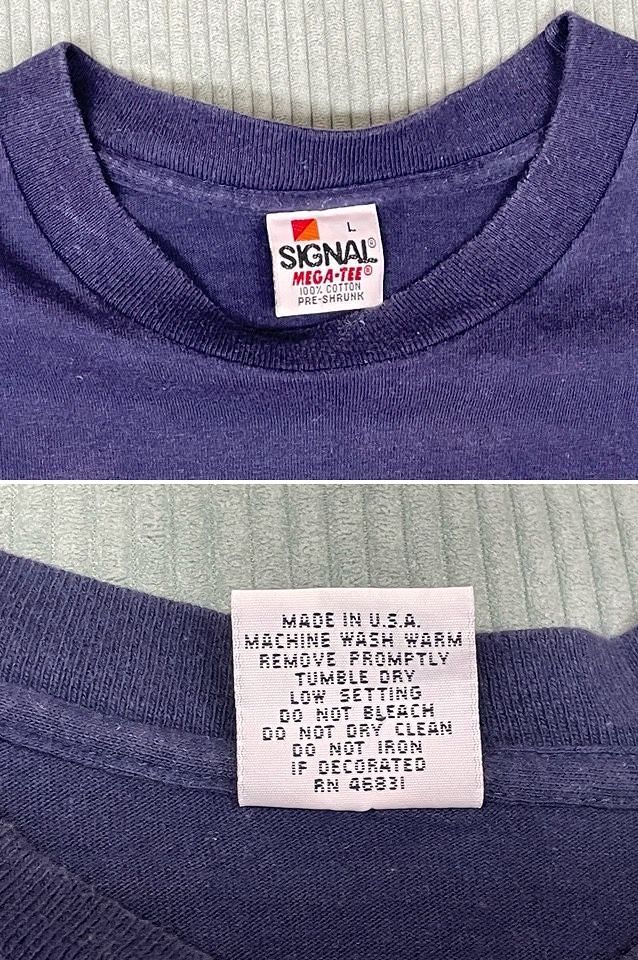 L
SIGNAL®
MEGA-TEE®
100% COTTON
PRE-SHRUNK
MADE IN U.S.A.
MACHINE WASH WARM
REMOVE PROMPTLY
TUMBLE DRY
LOW SETTING
DO NOT BLEACH
DO NOT DRY CLEAN
DO NOT IRON
IF DECORATED
RN 46831